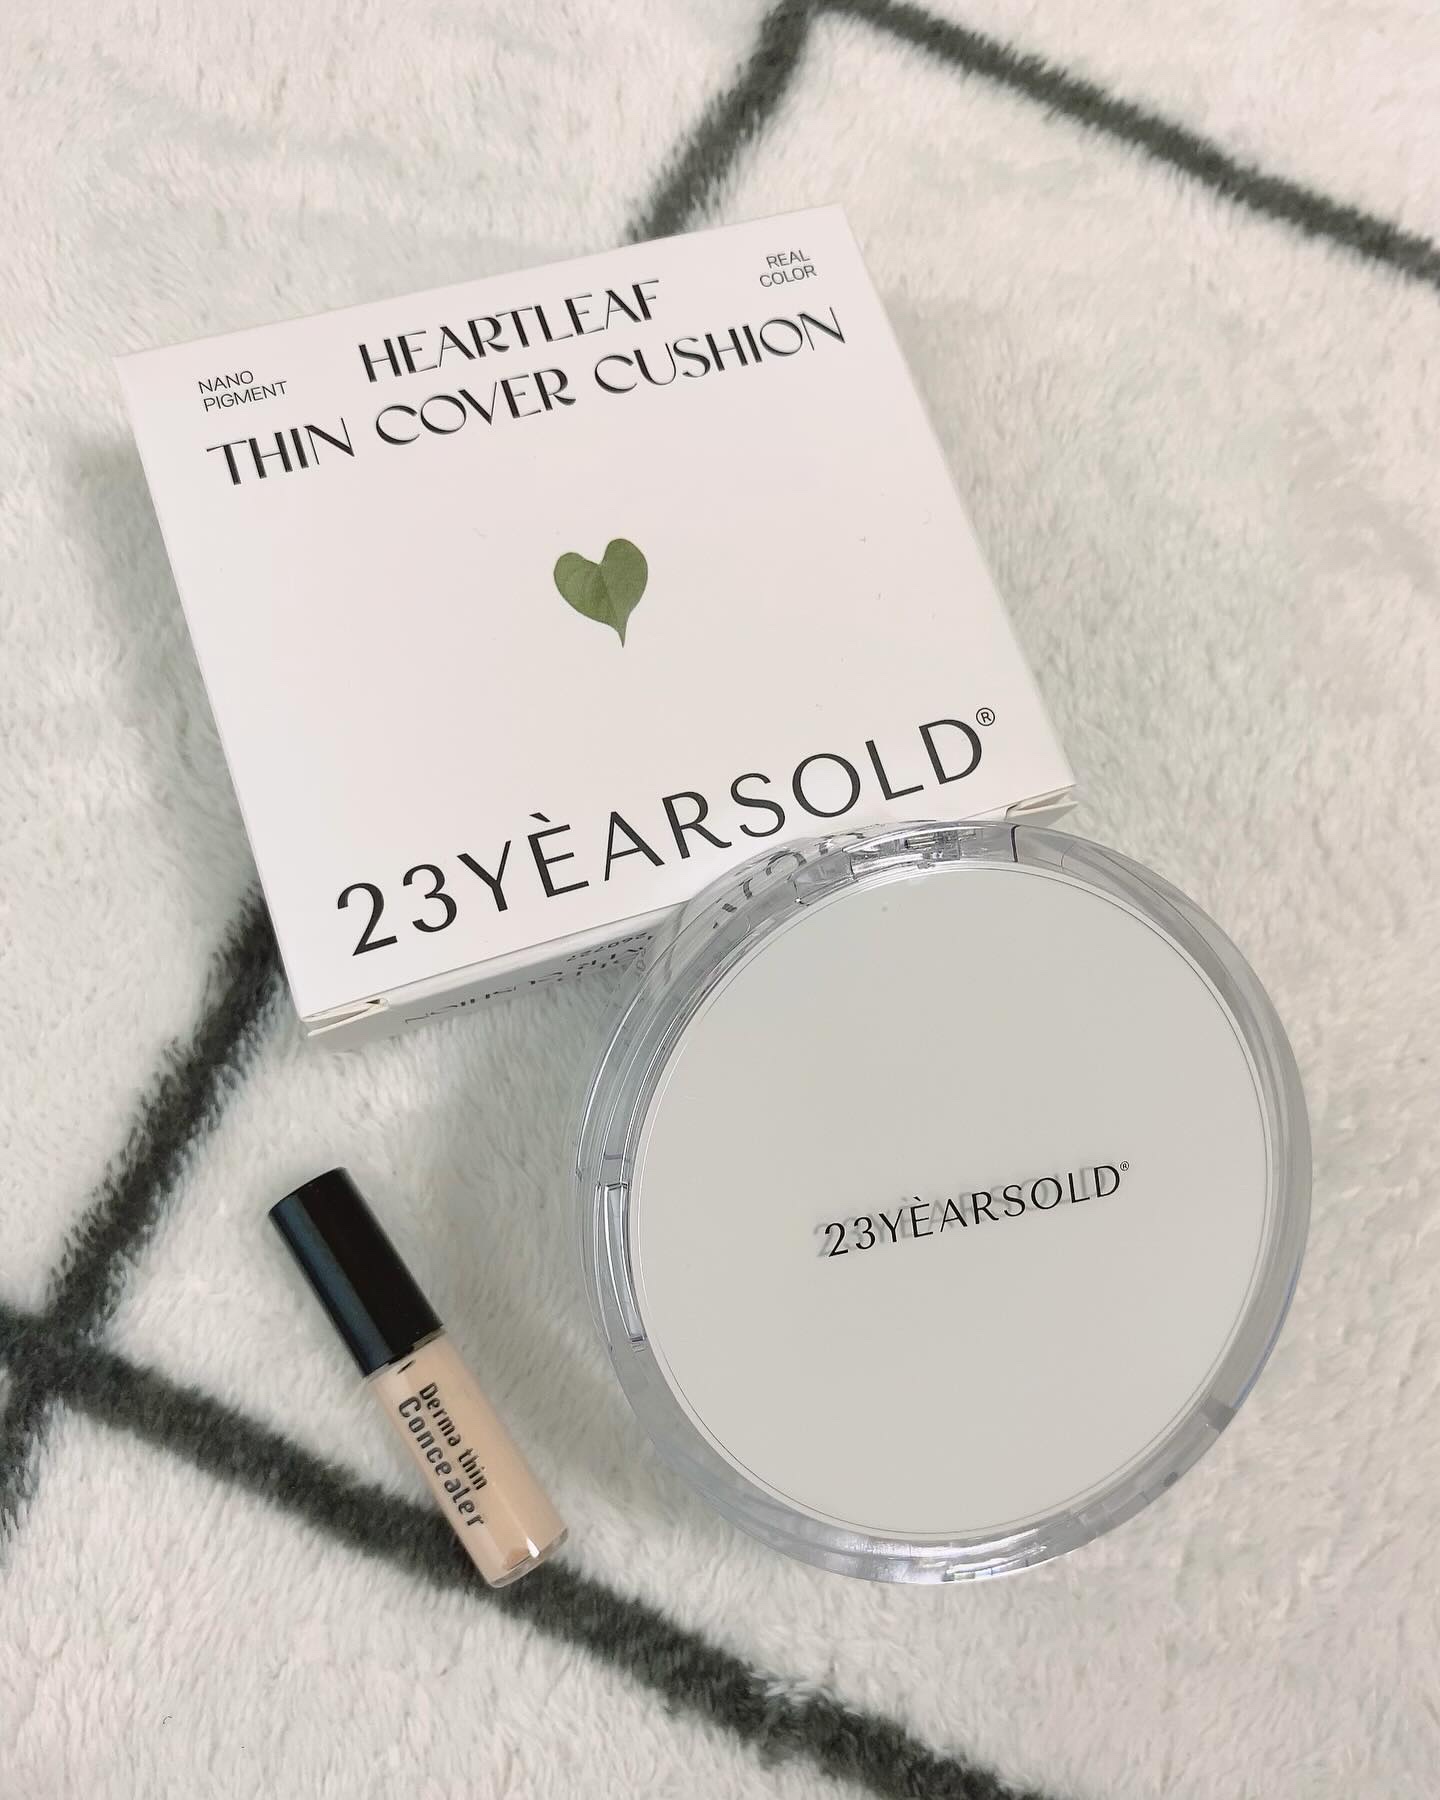 REAL
COLOR
HEARTLEAF
NANO
PIGMENT
THIN COVER CUSHION
23YÈARSOLD®
23YÈARSOLD®
Derma thin
Concealer